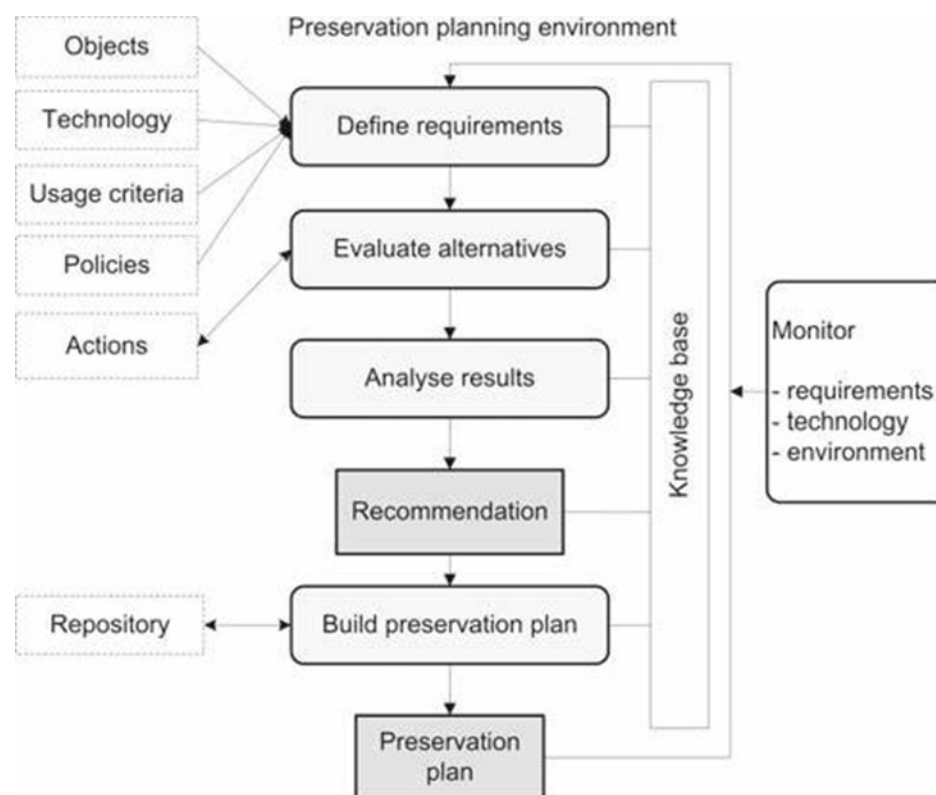 Preservation planning environment
Objects
Technology
Usage criteria
Policies
Actions
Repository
Define requirements
Evaluate alternatives
Analyse results
Recommendation
Build preservation plan
Preservation
plan
Knowledge base
Monitor
- requirements
- technology
- environment